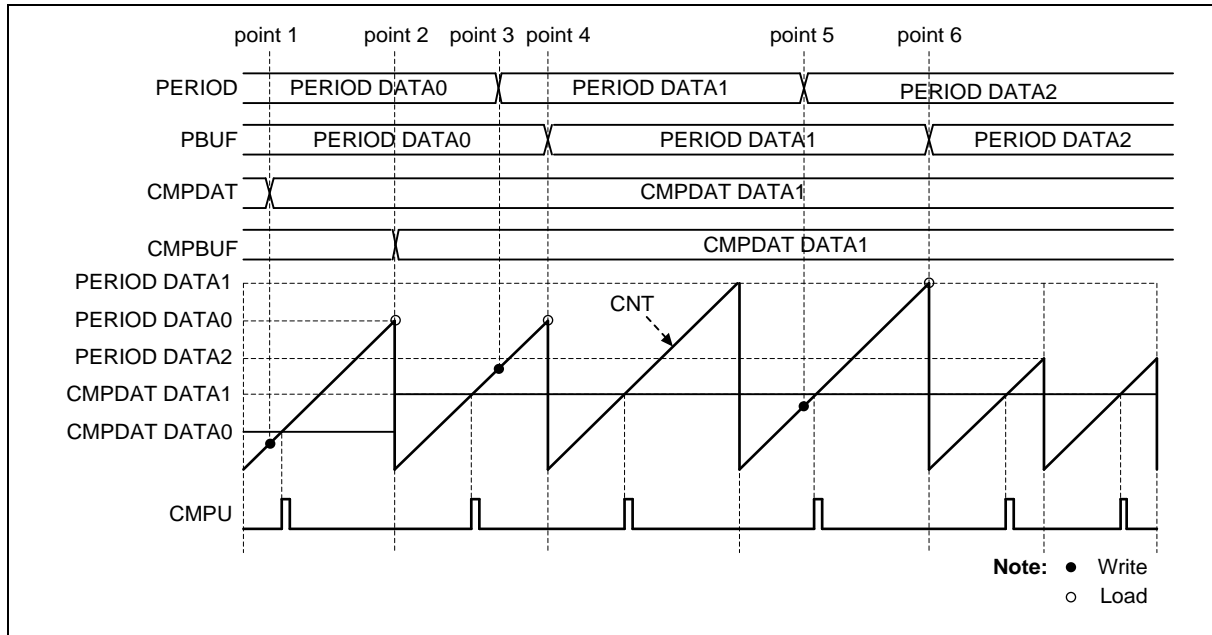 point 1 point 2 point 3 point 4 point 5 point 6
PERIOD PERIOD DATA0 PERIOD DATA1 PERIOD DATA2
PBUF PERIOD DATA0 PERIOD DATA1 PERIOD DATA2
CMPDAT CMPDAT DATA1
CMPBUF CMPDAT DATA1
PERIOD DATA1
CNT
PERIOD DATA0
PERIOD DATA2
CMPDAT DATA1
CMPDAT DATA0
CMPU
Note: ● Write
○ Load